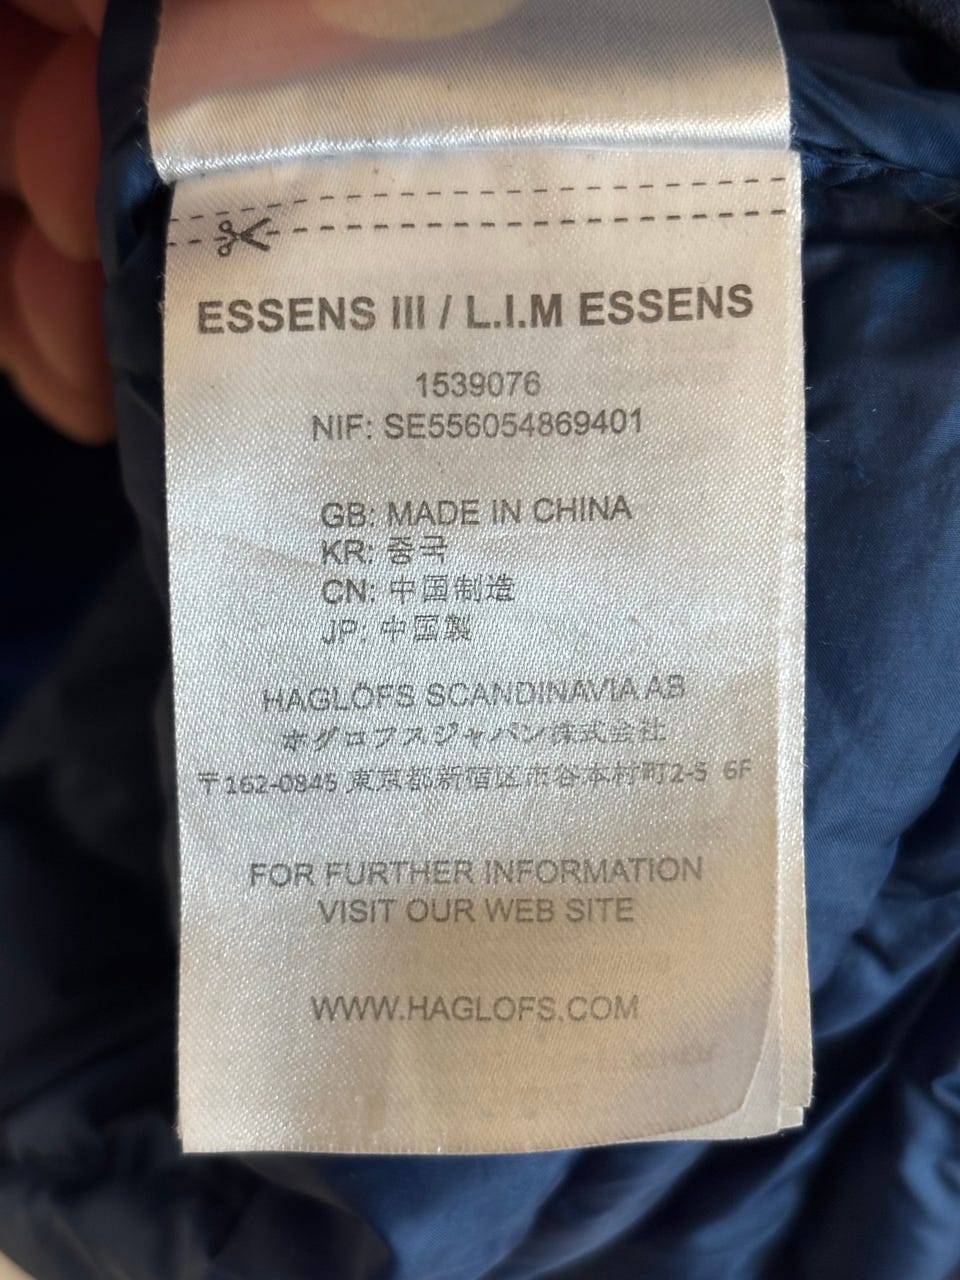 ESSENS III / L.I.M ESSENS
1539076
NIF: SE556054869401
GB: MADE IN CHINA
KR: 중국
CN: 中国制造
JP: 中国製
HAGLÖFS SCANDINAVIA AB
ホグロフスジャパン株式会社
〒162-0845 東京都新宿区市谷本村町2-5 6F
FOR FURTHER INFORMATION
VISIT OUR WEB SITE
WWW.HAGLOFS.COM